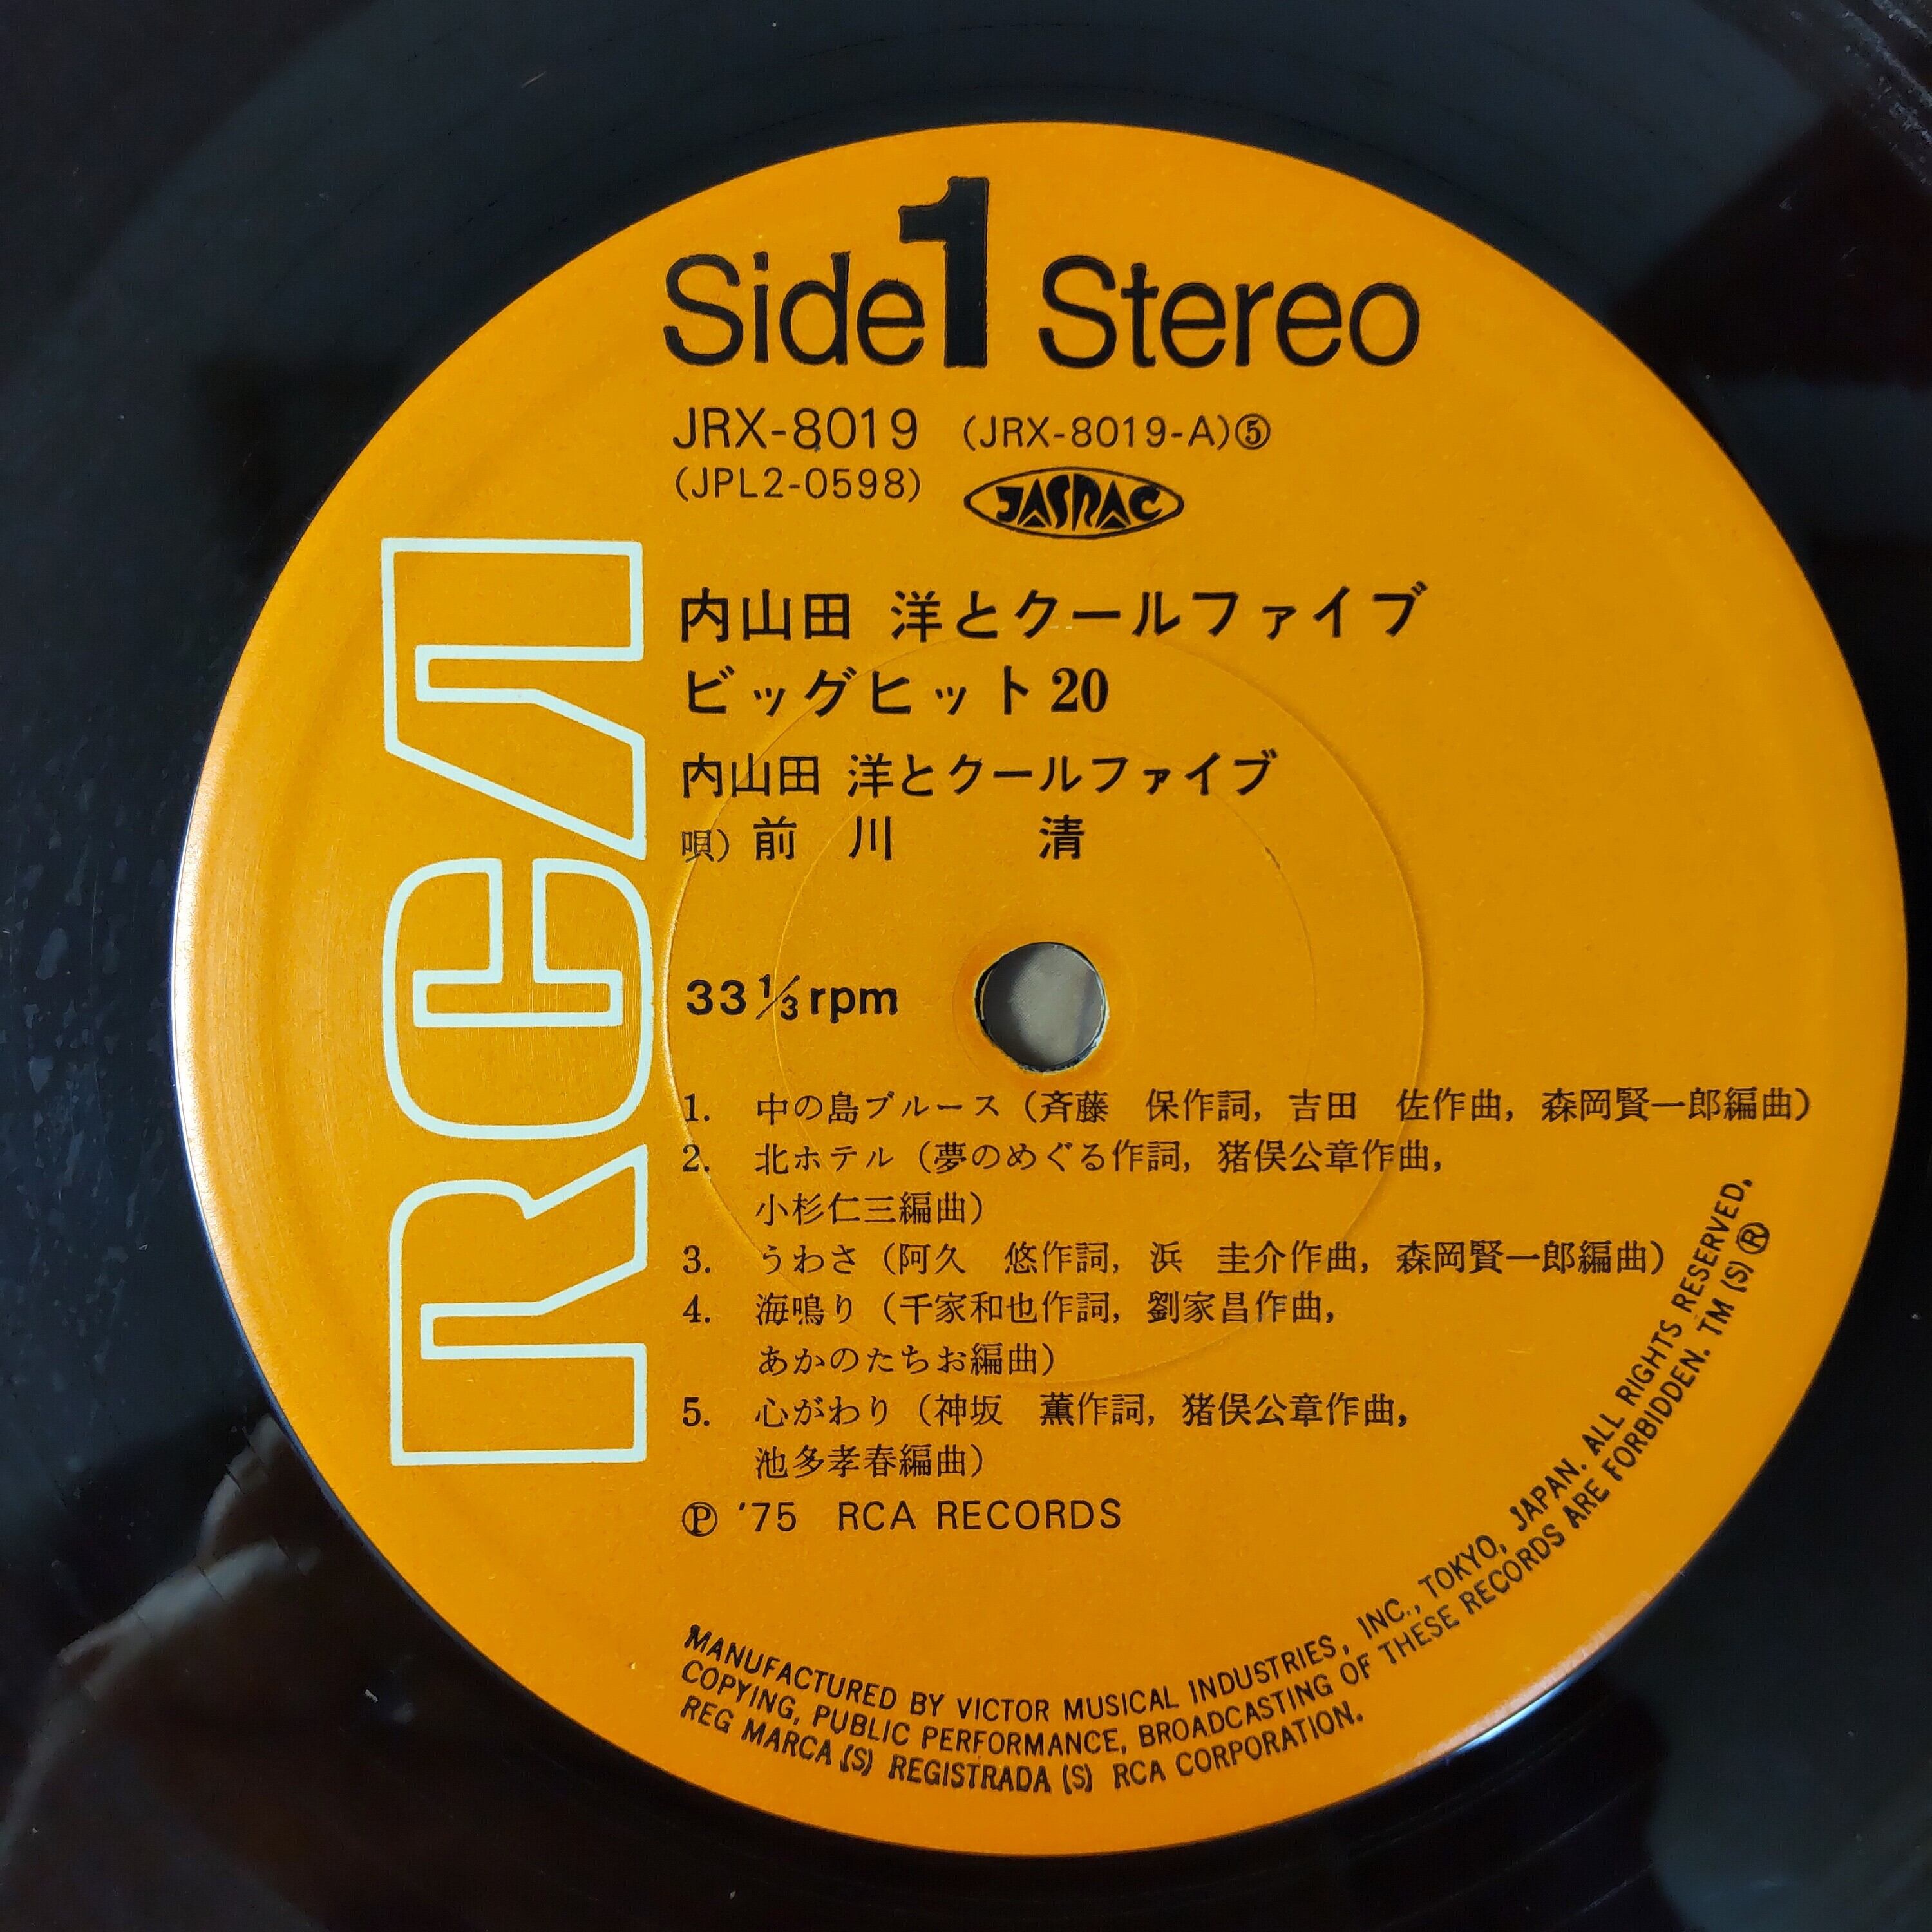 Side 1 Stereo
JRX-8019 (JRX-8019-A)⑤
(JPL2-0598) JASRAC
内山田 洋とクールファイブ
ビッグヒット20
内山田 洋とクールファイブ
唄) 前 川 清
RCA
33 1/3 rpm
1. 中の島ブルース (斉藤 保作詞, 吉田 佐作曲, 森岡賢一郎編曲)
2. 北ホテル (夢のめぐる作詞, 猪俣公章作曲,
小杉仁三編曲)
3. うわさ (阿久 悠作詞, 浜 圭介作曲, 森岡賢一郎編曲)
4. 海鳴り (千家和也作詞, 劉家昌作曲,
あかのたちお編曲)
5. 心がわり (神坂 薫作詞, 猪俣公章作曲,
池多孝春編曲)
Ⓟ '75 RCA RECORDS
MANUFACTURED BY VICTOR MUSICAL INDUSTRIES, INC., TOKYO, JAPAN. ALL RIGHTS RESERVED.
COPYING, PUBLIC PERFORMANCE, BROADCASTING OF THESE RECORDS ARE FORBIDDEN. TM (S) ®
REG MARCA (S) REGISTRADA (S) RCA CORPORATION.